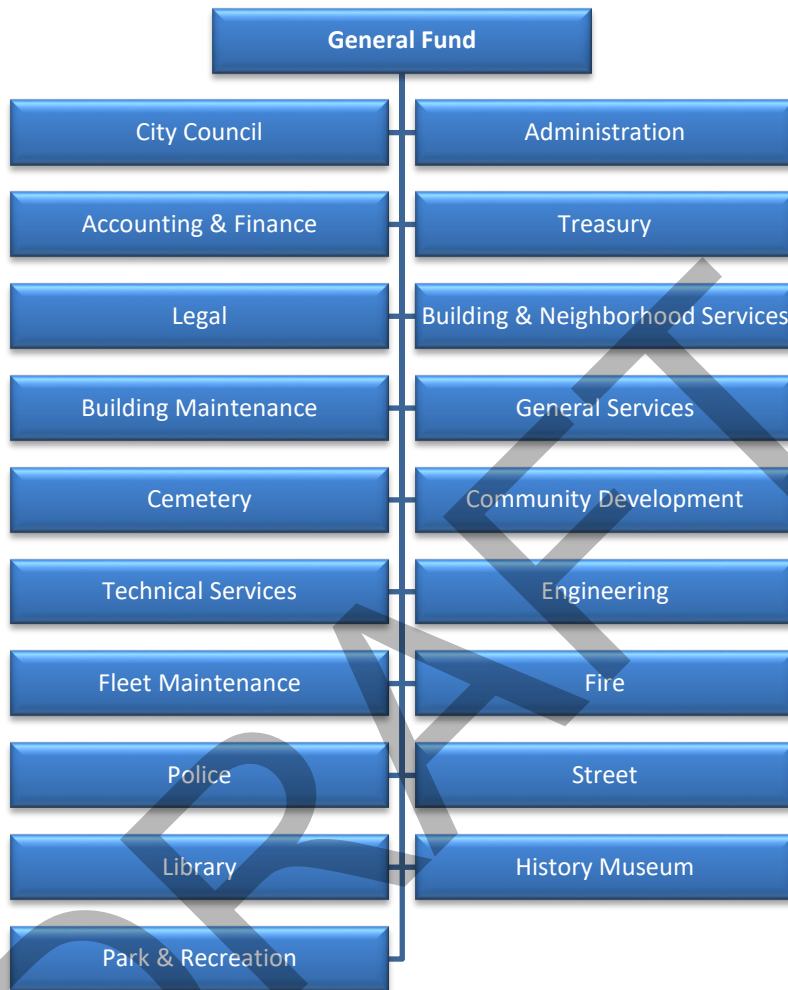 General Fund
City Council
Administration
Accounting & Finance
Treasury
Legal
Building & Neighborhood Services
Building Maintenance
General Services
Cemetery
Community Development
Technical Services
Engineering
Fleet Maintenance
Fire
Police
Street
Library
History Museum
Park & Recreation
DRAFT